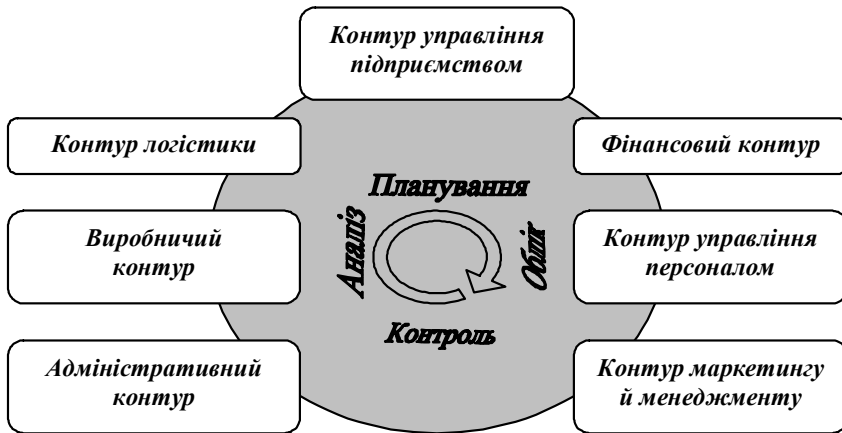 Контур управління
підприємством
Контур логістики
Фінансовий контур
Планування
Аналіз
Облік
Контроль
Виробничий
контур
Контур управління
персоналом
Адміністративний
контур
Контур маркетингу
й менеджменту